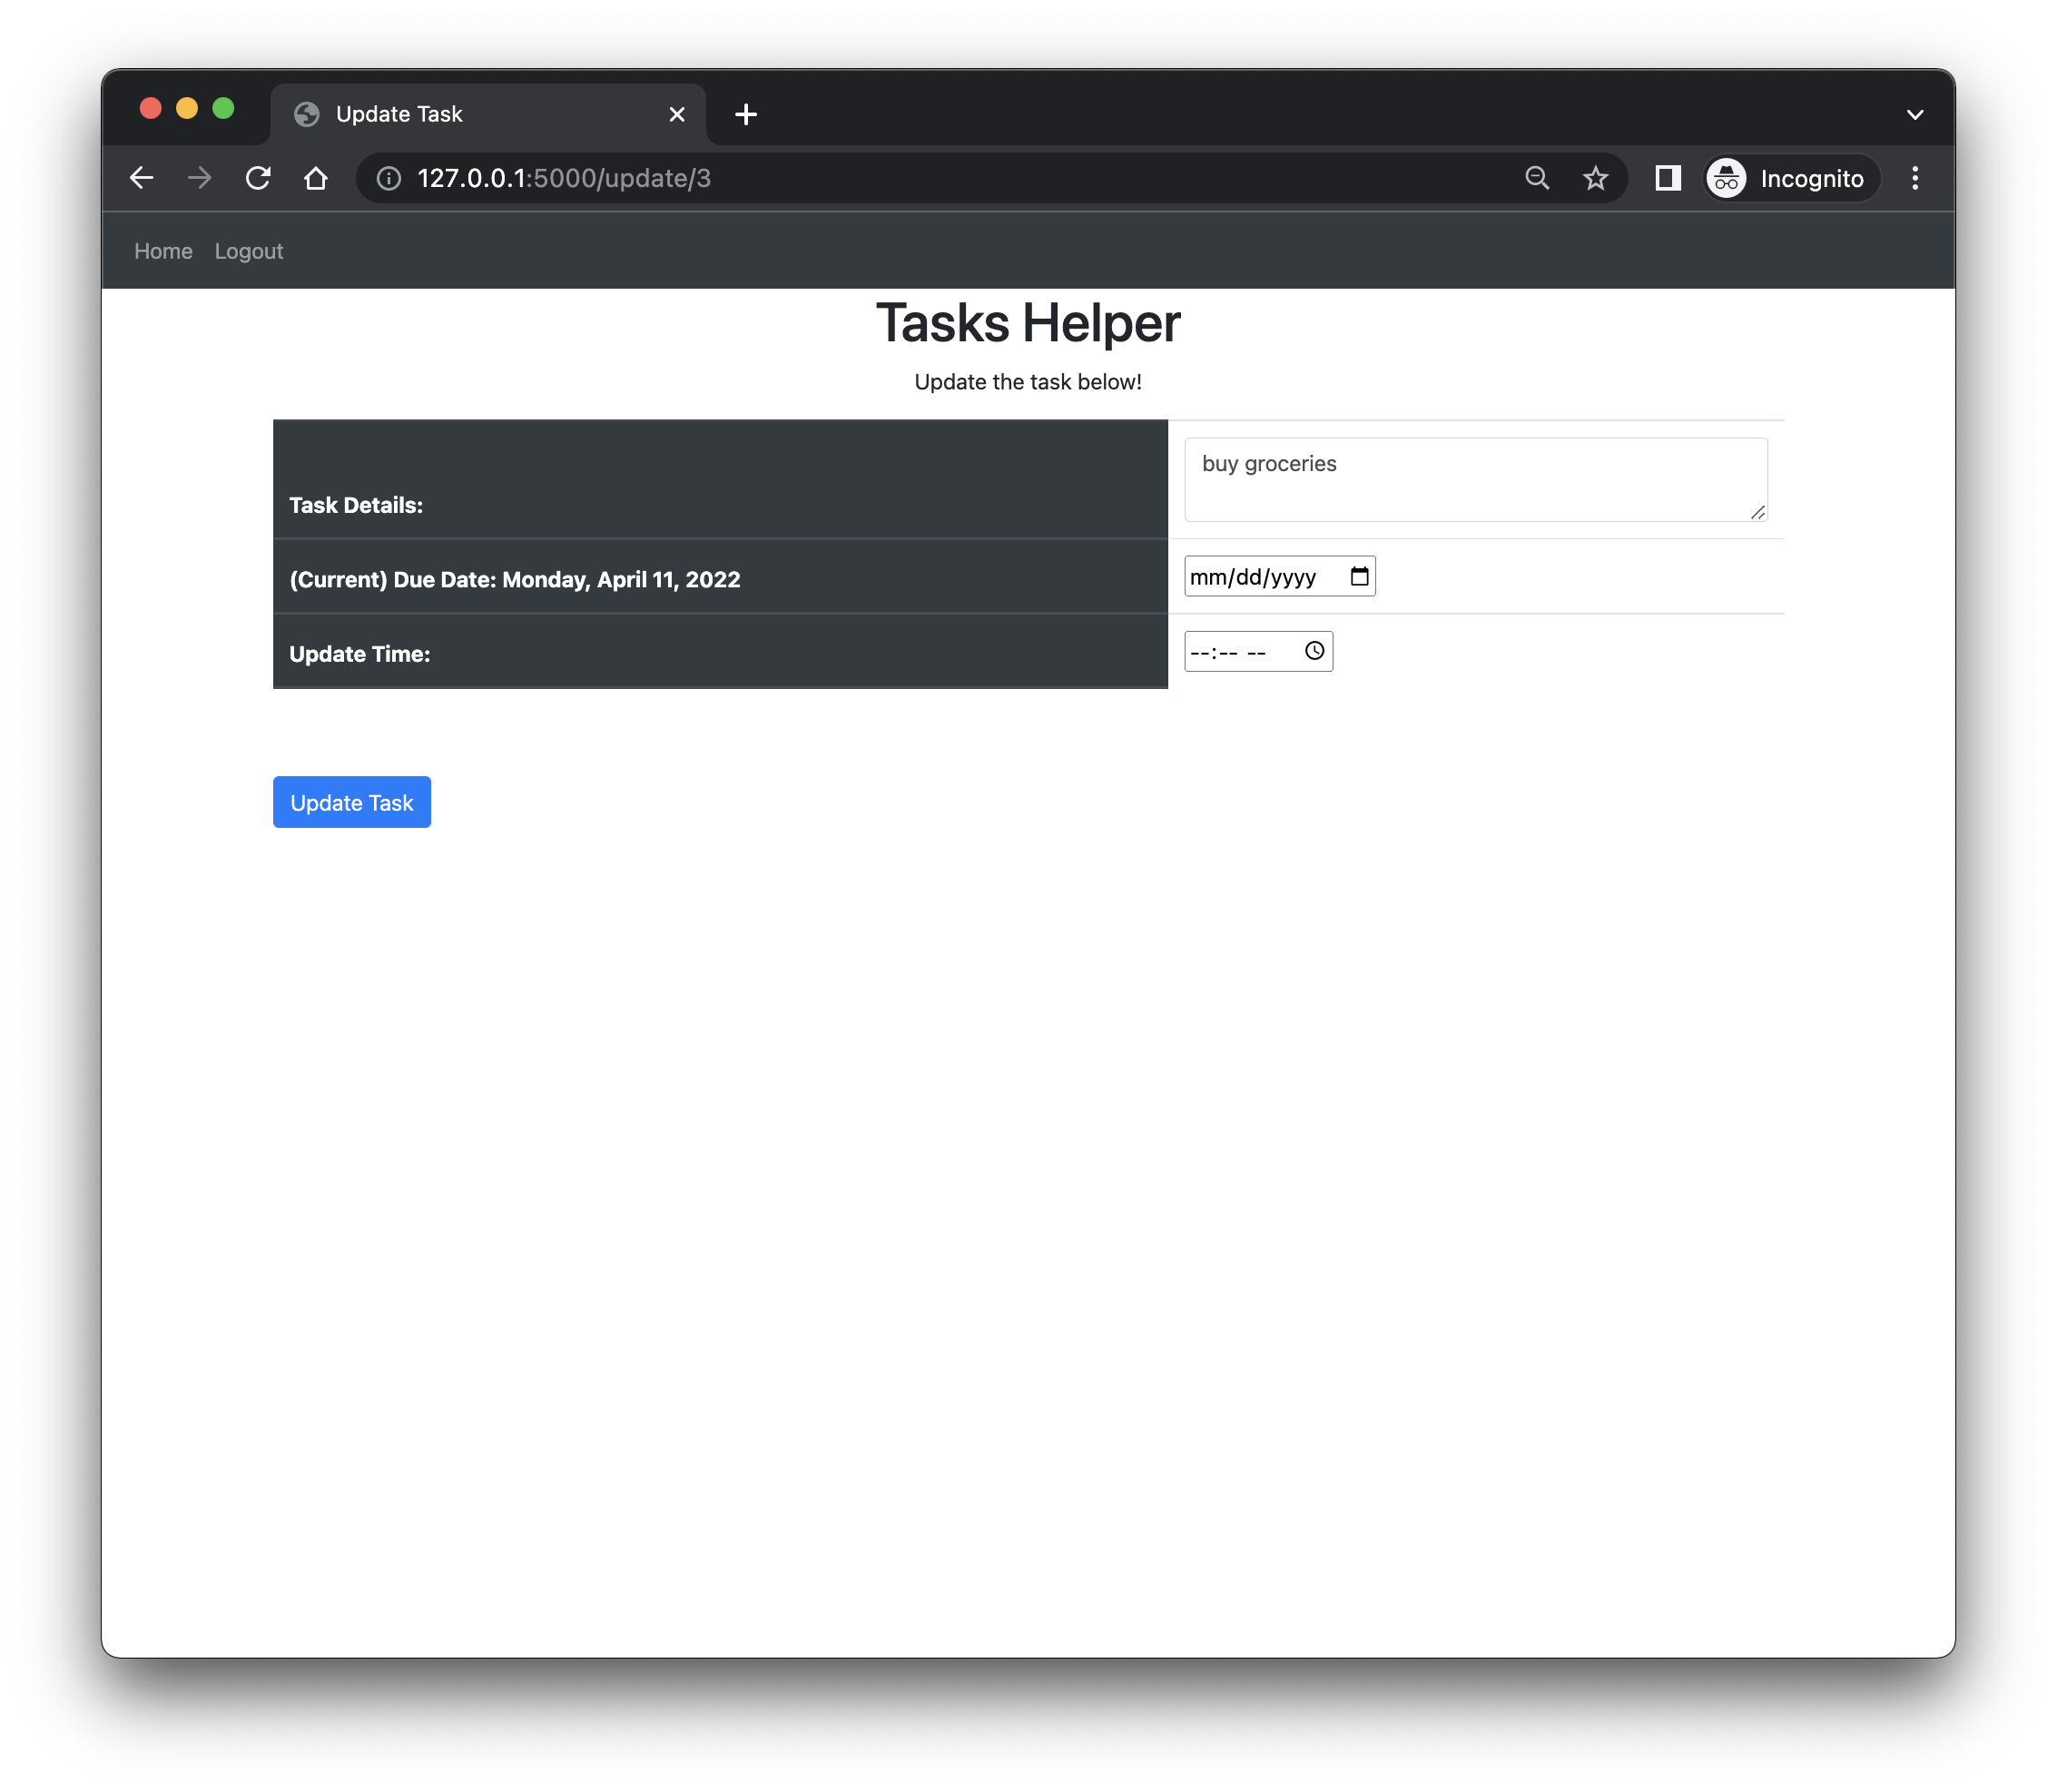 Update Task
127.0.0.1:5000/update/3
Incognito
Home Logout
Tasks Helper
Update the task below!
Task Details:
buy groceries
(Current) Due Date: Monday, April 11, 2022
mm/dd/yyyy
Update Time:
--:-- --
Update Task